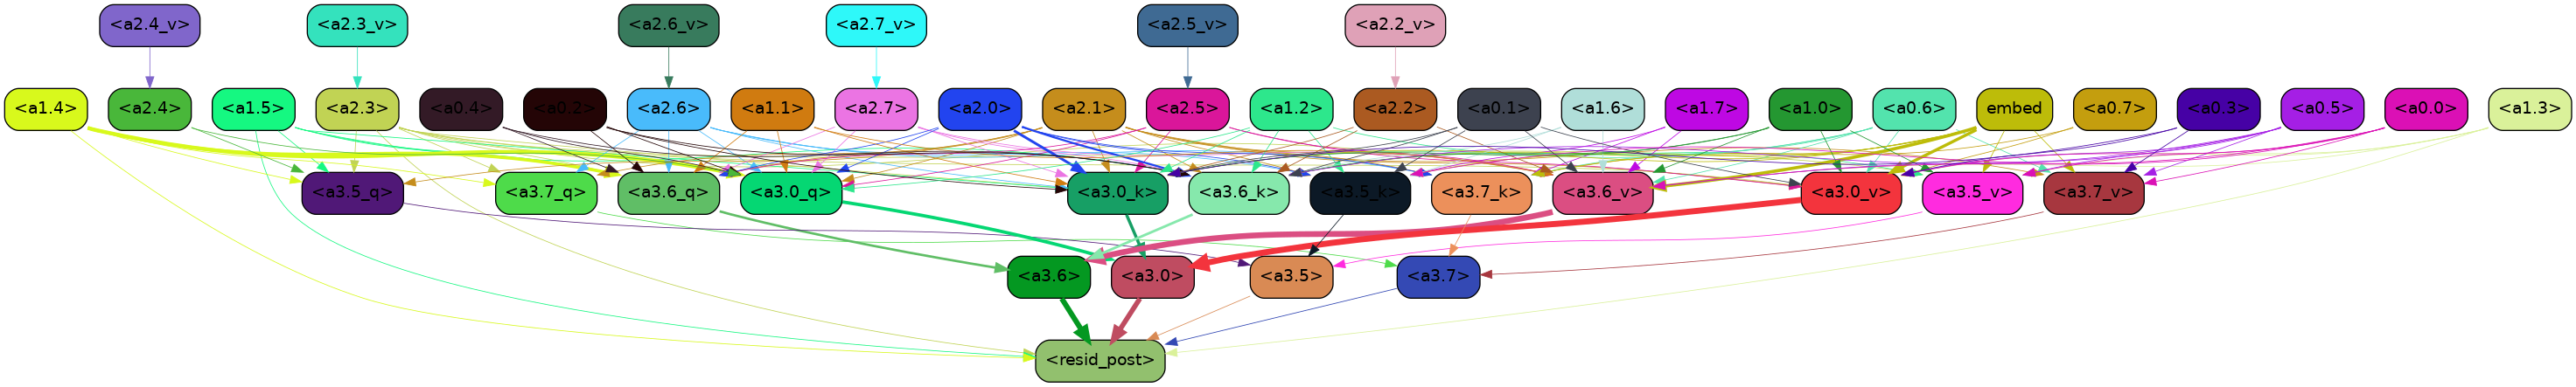 <a2.4_v> <a2.3_v> <a2.6_v> <a2.7_v> <a2.5_v> <a2.2_v>
<a1.4> <a2.4> <a1.5> <a2.3> <a0.4> <a0.2> <a2.6> <a1.1> <a2.7> <a2.0> <a2.1> <a2.5> <a1.2> <a2.2> <a0.1> <a1.6> <a1.7> <a1.0> <a0.6> embed <a0.7> <a0.3> <a0.5> <a0.0> <a1.3>
<a3.5_q> <a3.7_q> <a3.6_q> <a3.0_q> <a3.0_k> <a3.6_k> <a3.5_k> <a3.7_k> <a3.6_v> <a3.0_v> <a3.5_v> <a3.7_v>
<a3.6> <a3.0> <a3.5> <a3.7>
<resid_post>